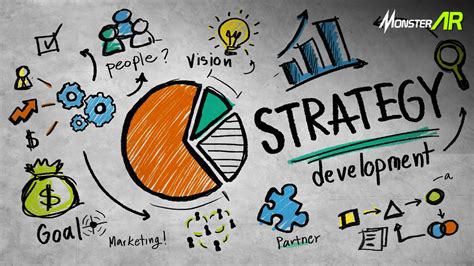 MONSTERAR
people?
Vision
STRATEGY
development
$
$
Goal
Marketing!
Partner
a